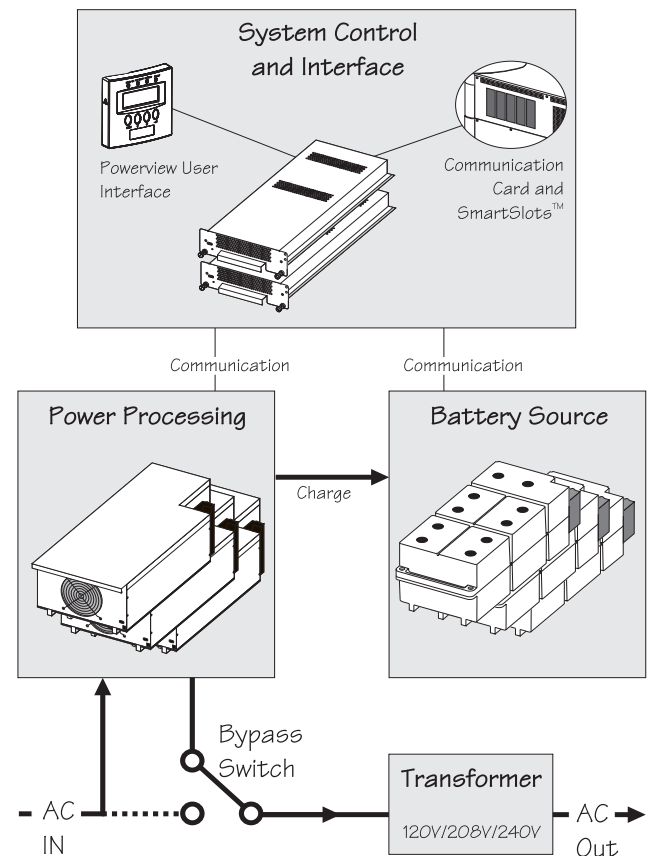 System Control
and Interface
Powerview User
Interface
Communication
Card and
SmartSlots™
Communication
Communication
Power Processing
Battery Source
Charge
Bypass
Switch
Transformer
120V/208V/240V
AC
IN
AC
Out